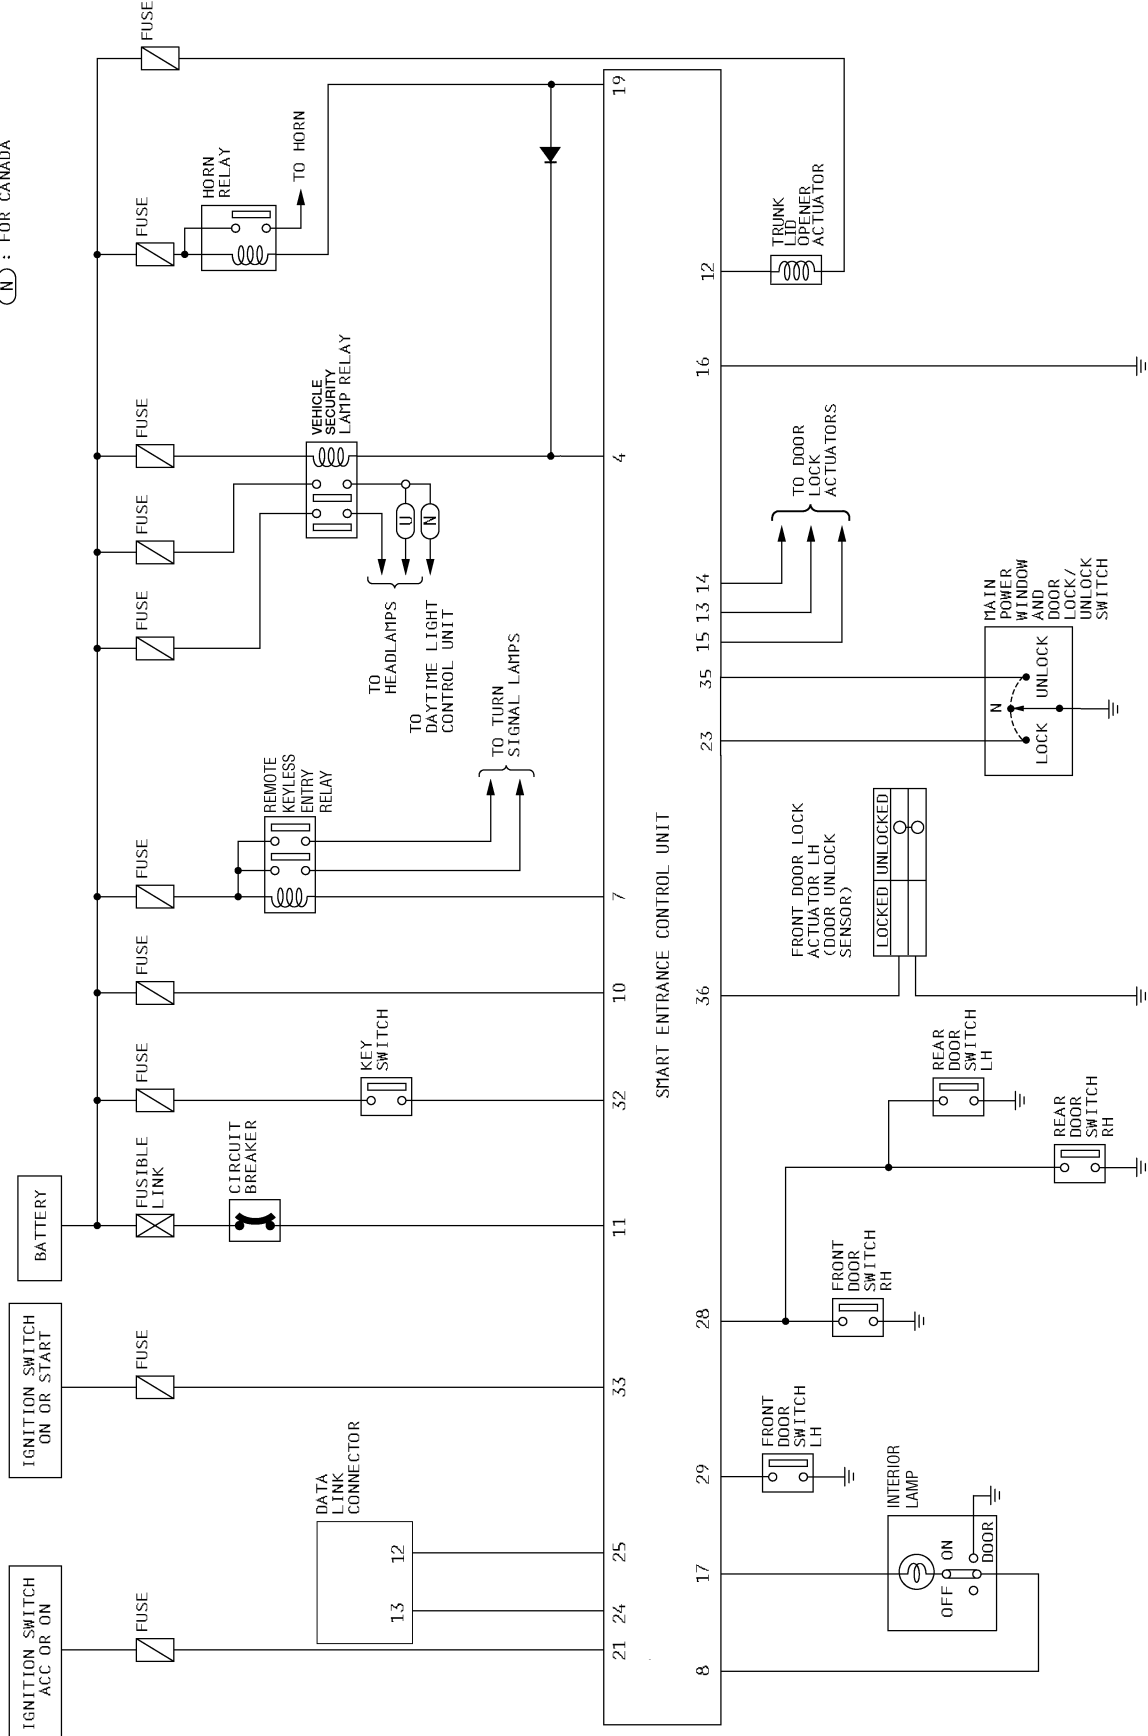 N : FOR CANADA
IGNITION SWITCH
ACC OR ON
IGNITION SWITCH
ON OR START
BATTERY
FUSE
FUSE
FUSIBLE
LINK
FUSE
FUSE
FUSE
FUSE
FUSE
FUSE
FUSE
FUSE
CIRCUIT
BREAKER
HORN
RELAY
TO HORN
REMOTE
KEYLESS
ENTRY
RELAY
VEHICLE
SECURITY
LAMP RELAY
DATA
LINK
CONNECTOR
13
12
KEY
SWITCH
U
N
TO
HEADLAMPS
TO
DAYTIME LIGHT
CONTROL UNIT
TO TURN
SIGNAL LAMPS
21
24
25
33
11
32
10
7
4
19
SMART ENTRANCE CONTROL UNIT
8
17
29
28
36
23
35
15
13
14
16
12
FRONT
DOOR
SWITCH
LH
FRONT
DOOR
SWITCH
RH
FRONT DOOR LOCK
ACTUATOR LH
(DOOR UNLOCK
SENSOR)
LOCKED
UNLOCKED
TO DOOR
LOCK
ACTUATORS
TRUNK
LID
OPENER
ACTUATOR
INTERIOR
LAMP
OFF
ON
DOOR
REAR
DOOR
SWITCH
LH
REAR
DOOR
SWITCH
RH
MAIN
POWER
WINDOW
AND
DOOR
LOCK/
UNLOCK
SWITCH
N
LOCK
UNLOCK